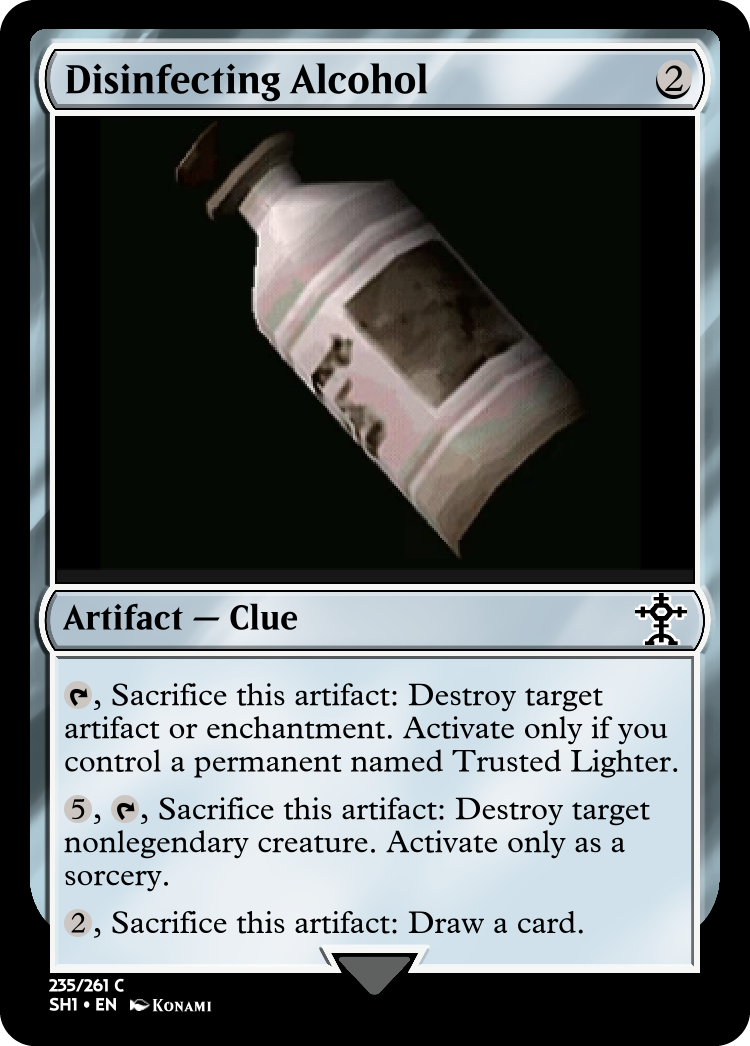 Disinfecting Alcohol 2
Artifact — Clue
, Sacrifice this artifact: Destroy target
artifact or enchantment. Activate only if you
control a permanent named Trusted Lighter.
5, , Sacrifice this artifact: Destroy target
nonlegendary creature. Activate only as a
sorcery.
2, Sacrifice this artifact: Draw a card.
235/261 C
SH1 • EN KONAMI